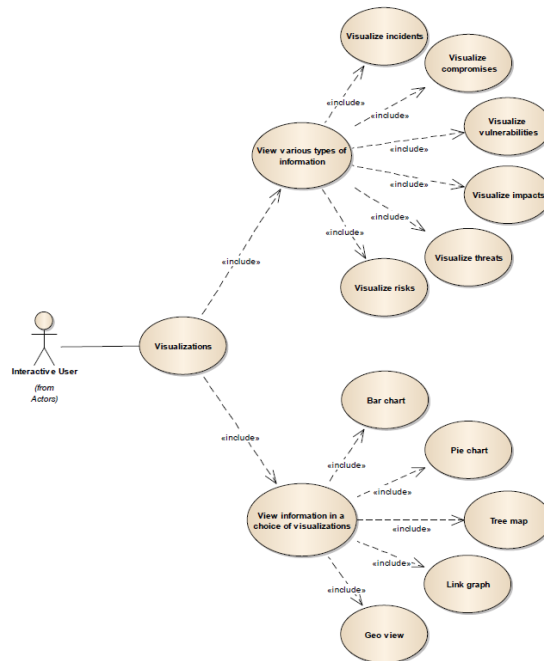 Visualize incidents
Visualize
compromises
«include»
«include»
Visualize
vulnerabilities
View various types of
information
«include»
«include»
Visualize impacts
«include»
«include»
Visualize threats
Visualize risks
«include»
Visualizations
Interactive User
(from
Actors)
Bar chart
«include»
«include»
Pie chart
«include»
View information in a
choice of visualizations
Tree map
«include»
«include»
Link graph
«include»
Geo view